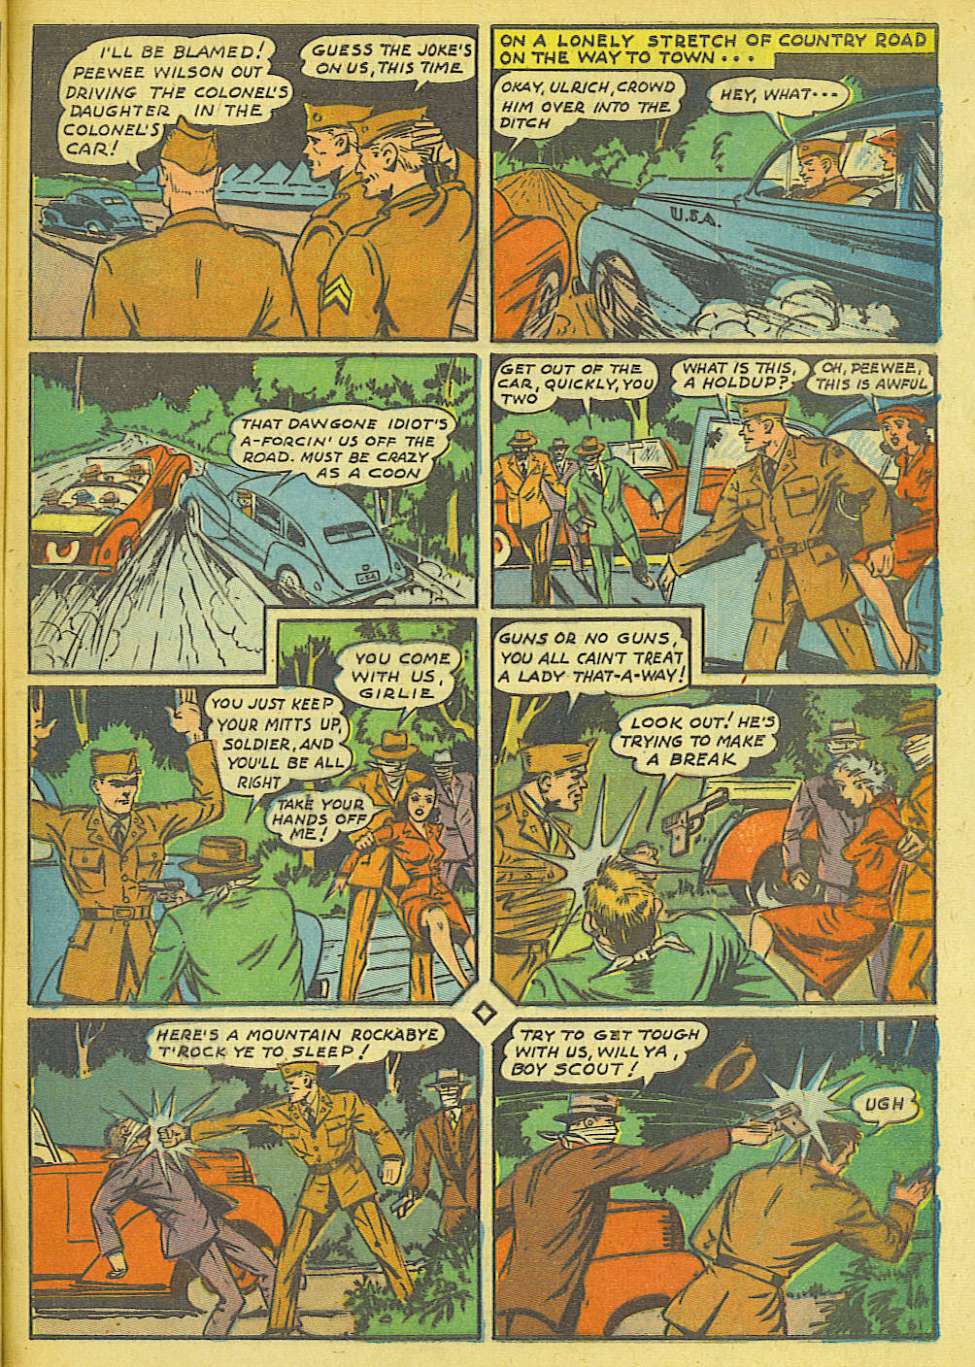 I'LL BE BLAMED!
PEEWEE WILSON OUT
DRIVING THE COLONEL'S
DAUGHTER IN THE
COLONEL'S
CAR!
GUESS THE JOKE'S
ON US, THIS TIME
ON A LONELY STRETCH OF COUNTRY ROAD
ON THE WAY TO TOWN...
OKAY, ULRICH, CROWD
HIM OVER INTO THE
DITCH
HEY, WHAT---
U.S.A.
THAT DAWGONE IDIOT'S
A-FORCIN' US OFF THE
ROAD. MUST BE CRAZY
AS A COON
USA
GET OUT OF THE
CAR, QUICKLY, YOU
TWO
WHAT IS THIS,
A HOLDUP?
OH, PEEWEE,
THIS IS AWFUL
YOU JUST KEEP
YOUR MITTS UP,
SOLDIER, AND
YOU'LL BE ALL
RIGHT
YOU COME
WITH US,
GIRLIE
TAKE YOUR
HANDS OFF
ME!
GUNS OR NO GUNS,
YOU ALL CAIN'T TREAT
A LADY THAT-A-WAY!
LOOK OUT! HE'S
TRYING TO MAKE
A BREAK
HERE'S A MOUNTAIN ROCKABYE
T'ROCK YE TO SLEEP!
TRY TO GET TOUGH
WITH US, WILL YA,
BOY SCOUT!
UGH
61